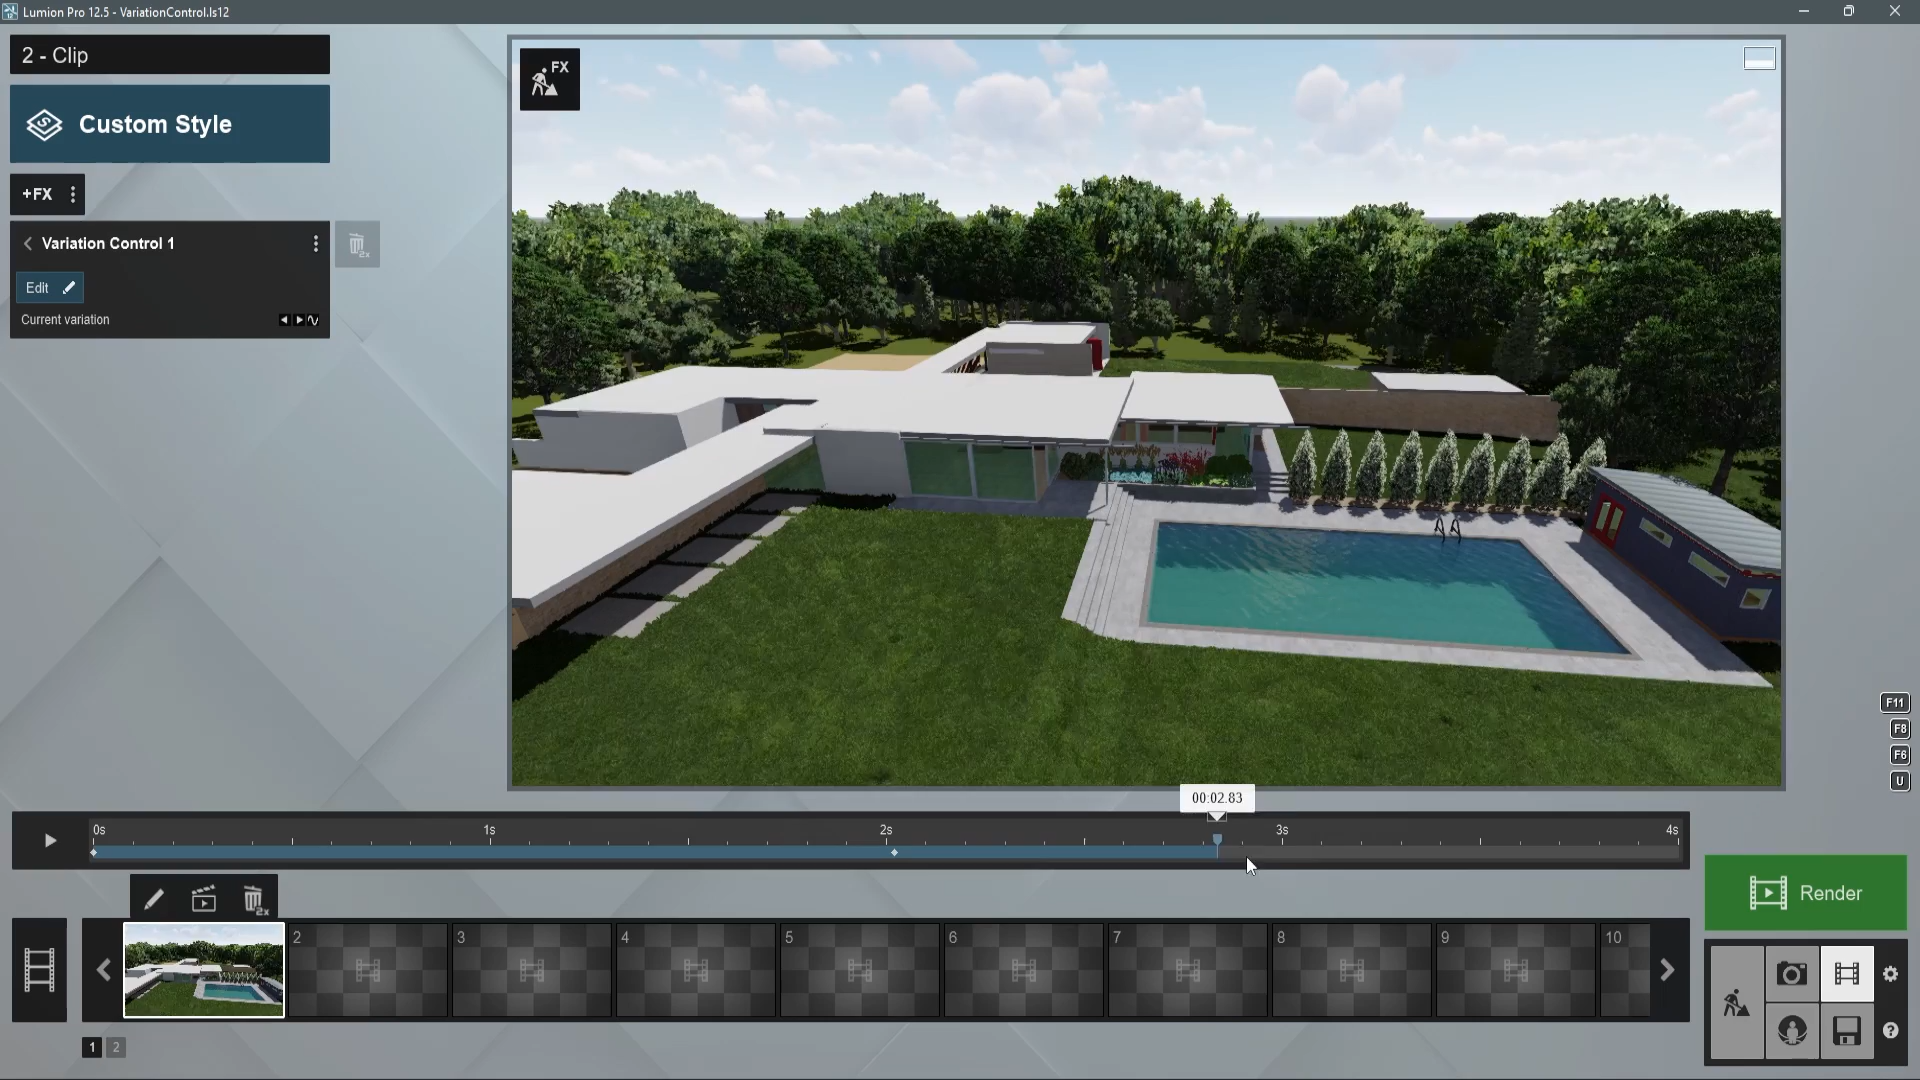 Lumion Pro 12.5 - VariationControl.ls12
2 - Clip
Custom Style
+FX
Variation Control 1
2x
Edit
Current variation
FX
F11
F8
F6
U
00:02.83
0s 1s 2s 3s 4s
2x
Render
2 3 4 5 6 7 8 9 10
1 2
?